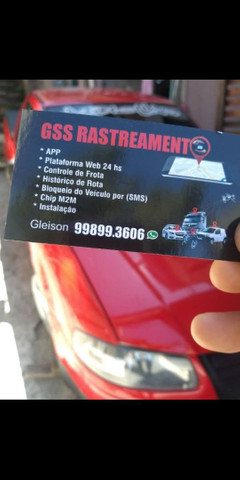 GSS RASTREAMENTO
* APP
* Plataforma Web 24 hs
* Controle de Frota
* Histórico de Rota
* Bloqueio do Veículo por (SMS)
* Chip M2M
* Instalação
Gleison 99899.3606